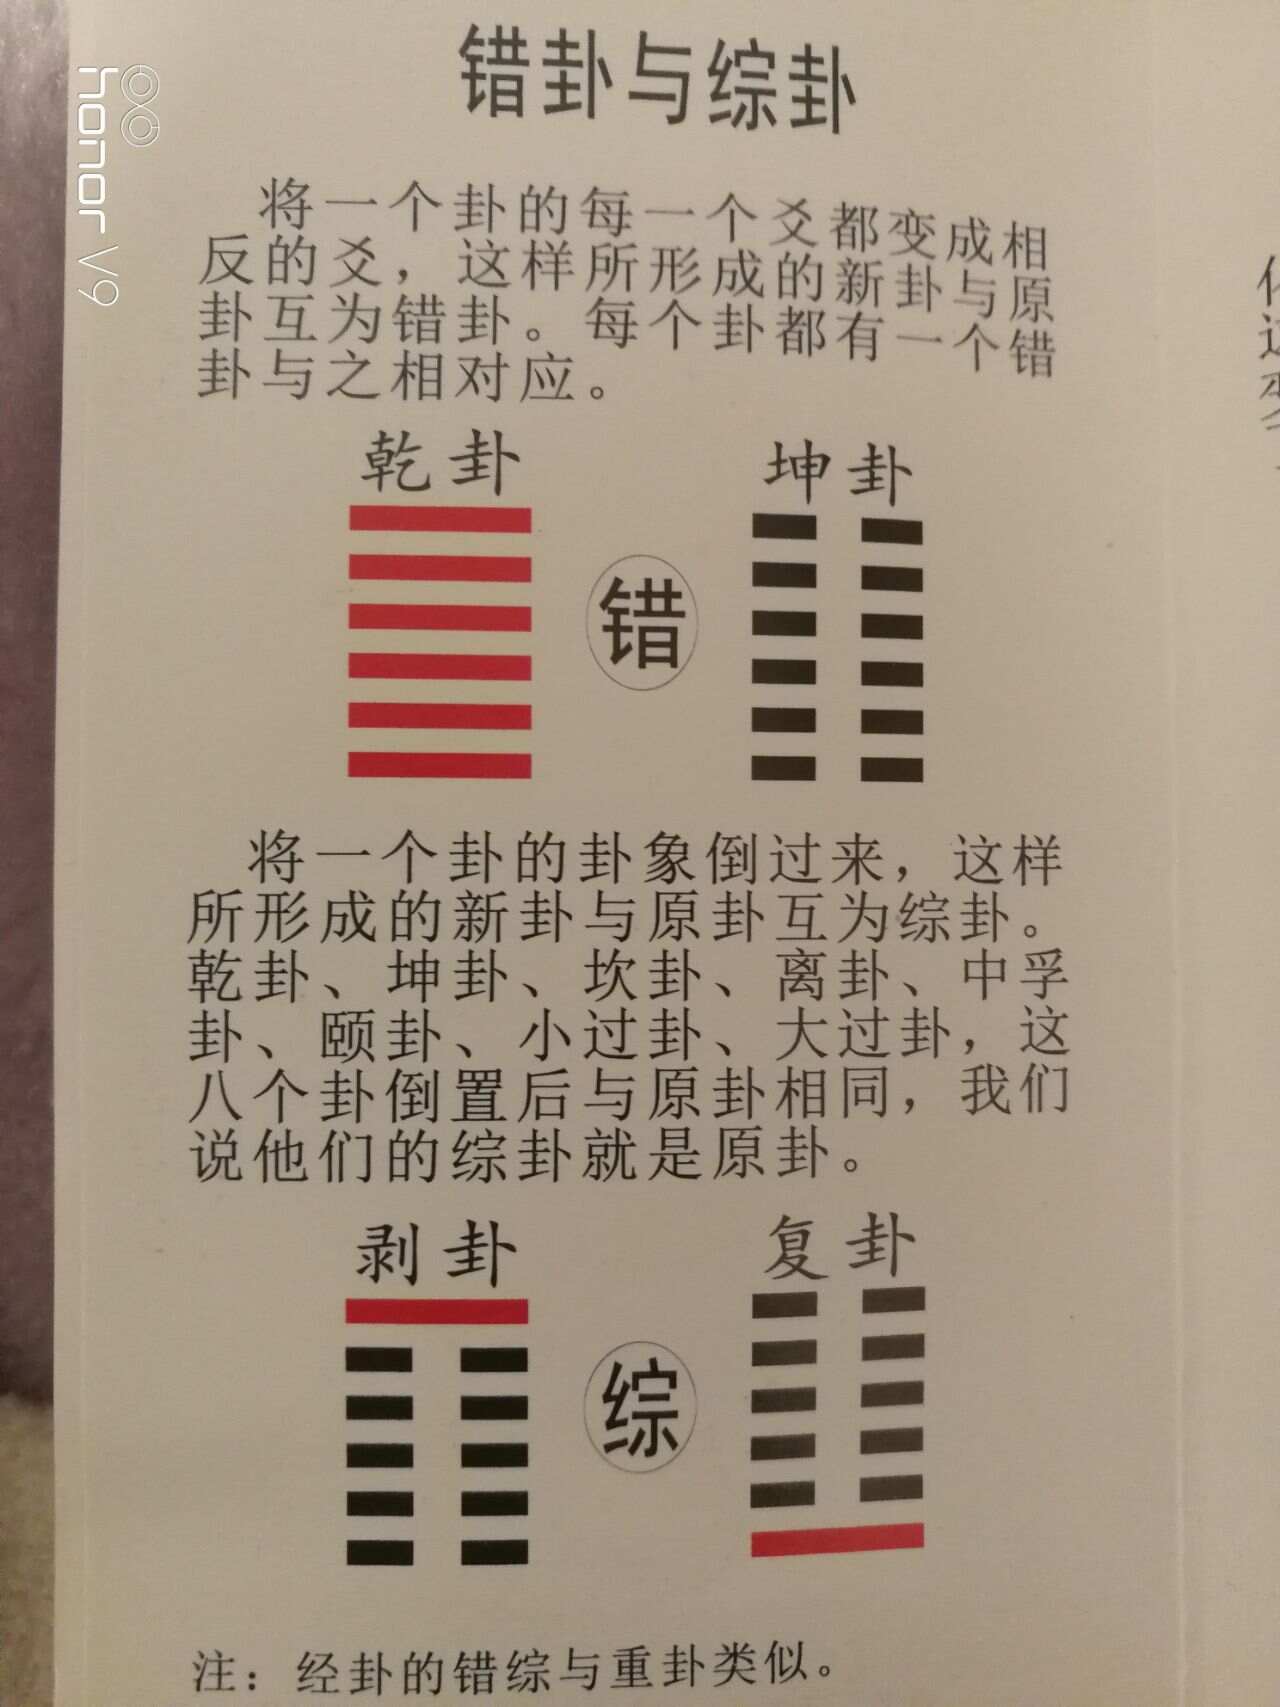 错卦与综卦
将一个卦的每一个爻都变成相
反的爻，这样所形成的新卦与原
卦互为错卦。每个卦都有一个错
卦与之相对应。
乾卦
坤卦
错
将一个卦的卦象倒过来，这样
所形成的新卦与原卦互为综卦。
乾卦、坤卦、坎卦、离卦、中孚
卦、颐卦、小过卦、大过卦，这
八个卦倒置后与原卦相同，我们
说他们的综卦就是原卦。
剥卦
复卦
综
注：经卦的错综与重卦类似。
honor V9